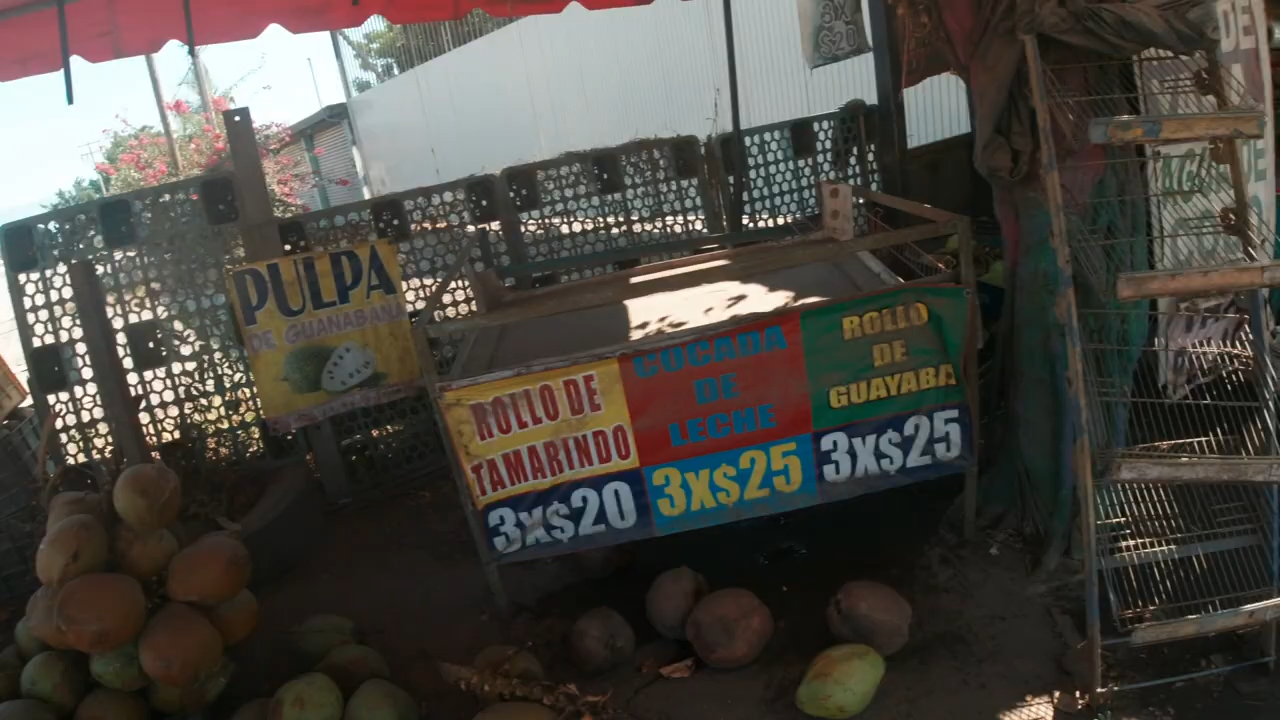 3X
$20
DE
PULPA
DE GUANABANA
ROLLO DE
TAMARINDO
3X$20
COCADA
DE
LECHE
3X$25
ROLLO
DE
GUAYABA
3X$25